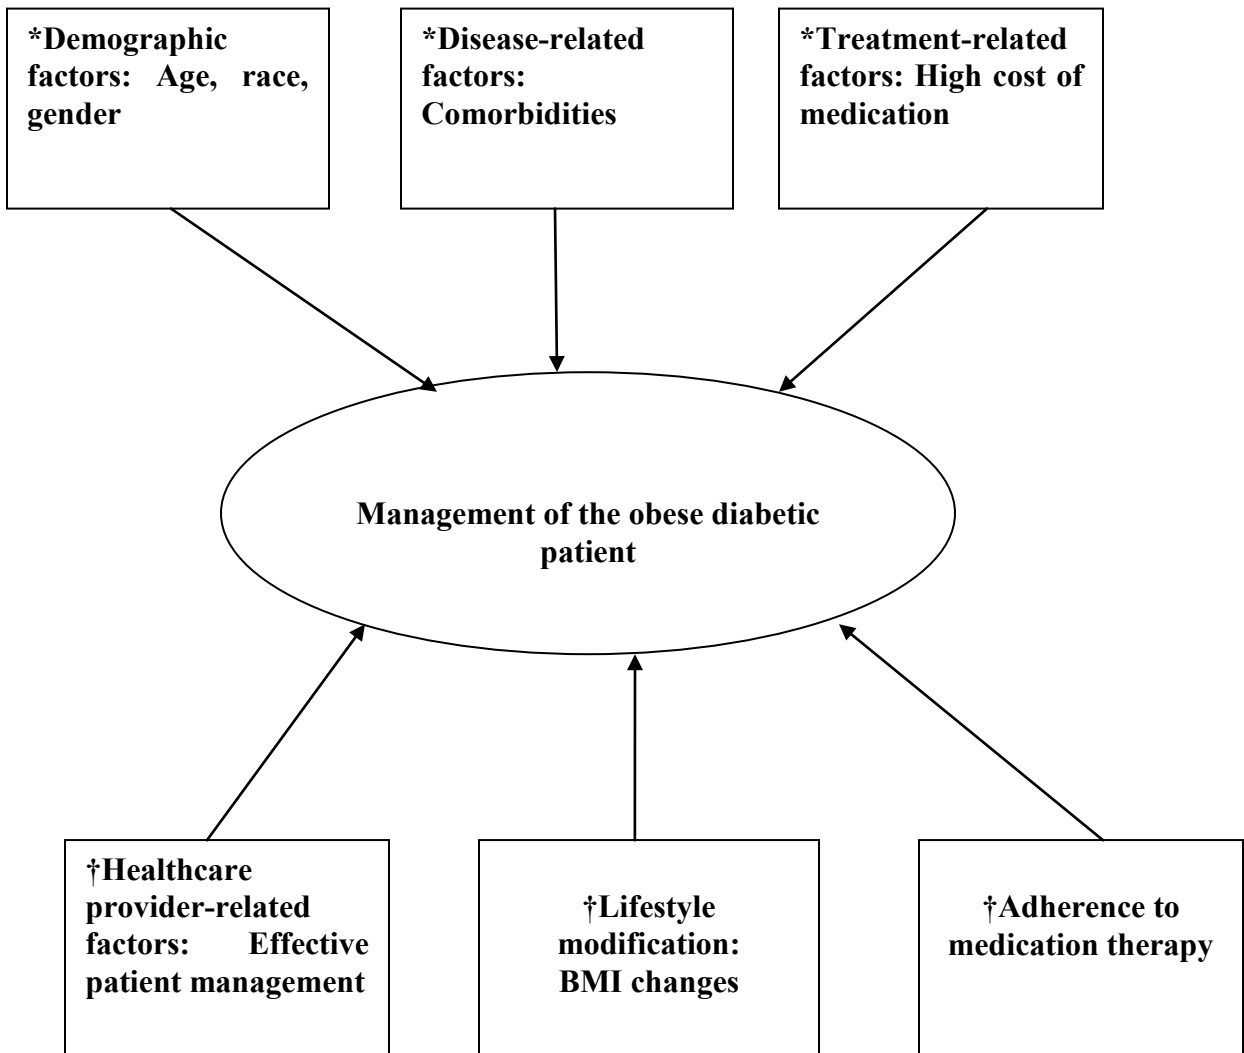 *Demographic
factors: Age, race,
gender
*Disease-related
factors:
Comorbidities
*Treatment-related
factors: High cost of
medication
Management of the obese diabetic
patient
†Healthcare
provider-related
factors: Effective
patient management
†Lifestyle
modification:
BMI changes
†Adherence to
medication therapy